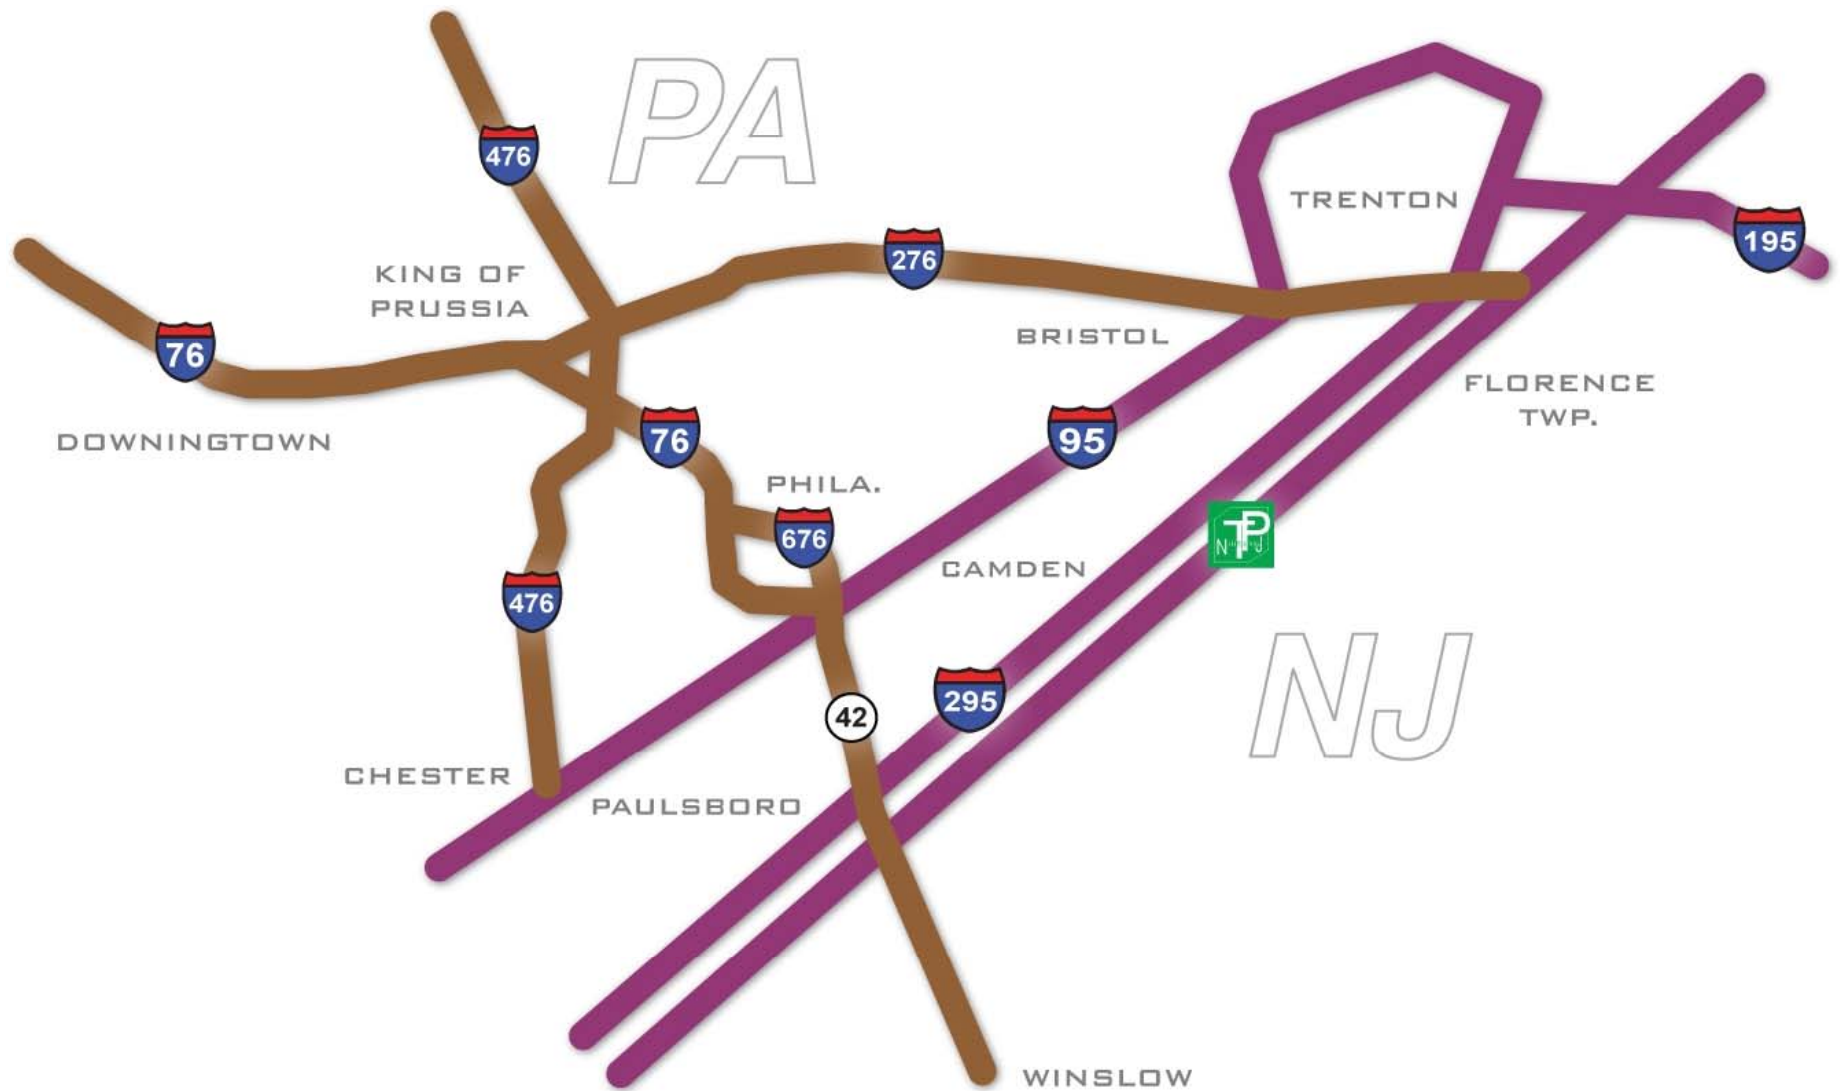 PA
476
TRENTON
195
276
KING OF
PRUSSIA
76
BRISTOL
FLORENCE
TWP.
DOWNINGTOWN
76
95
PHILA.
676
CAMDEN
TP
N J
476
295
NJ
42
CHESTER
PAULSBORO
WINSLOW